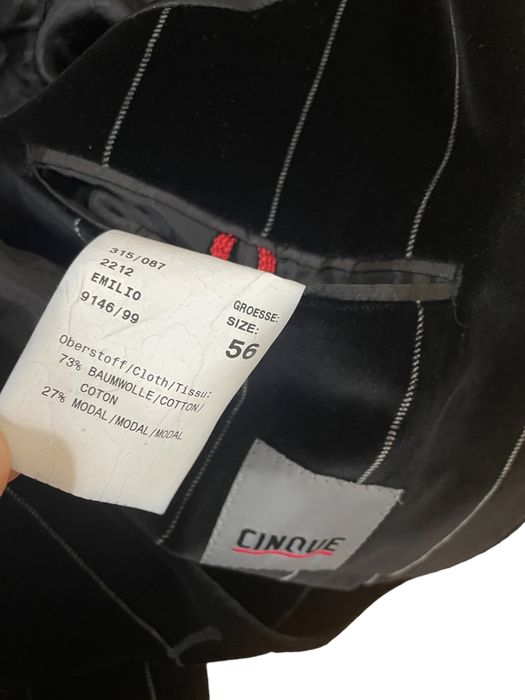 315/087
2212
EMILIO
9146/99
GROESSE:
SIZE:
56
Oberstoff/Cloth/Tissu:
73% BAUMWOLLE/COTTON/
COTON
27% MODAL/MODAL/MODAL
CINQUE